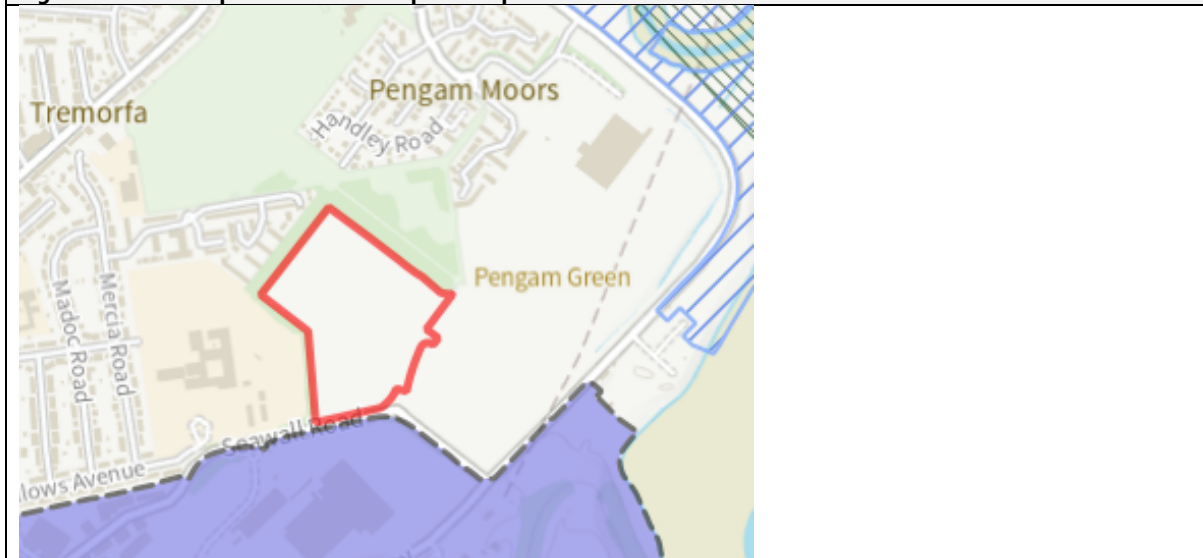 Pengam Moors
Tremorfa
Handley Road
Pengam Green
Madoc Road
Mercia Road
Seawall Road
lows Avenue